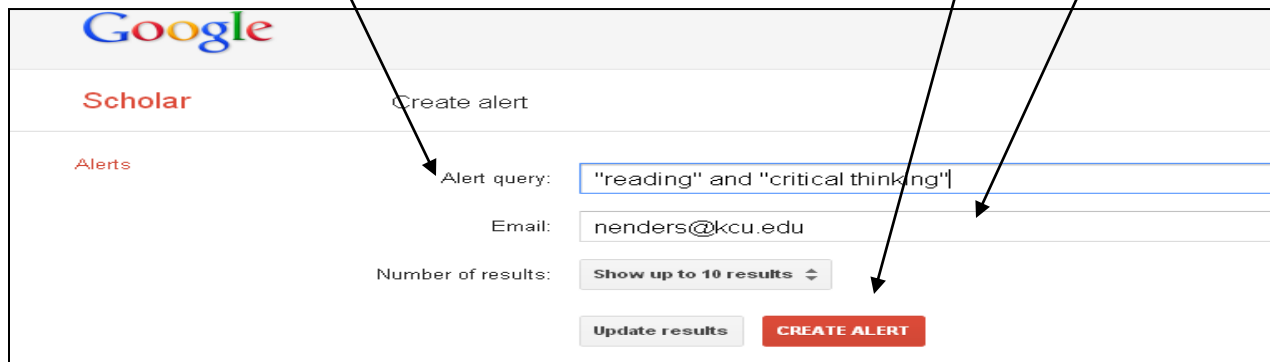 Google
Scholar
Create alert
Alerts
Alert query: "reading" and "critical thinking"
Email: nenders@kcu.edu
Number of results: Show up to 10 results
Update results CREATE ALERT